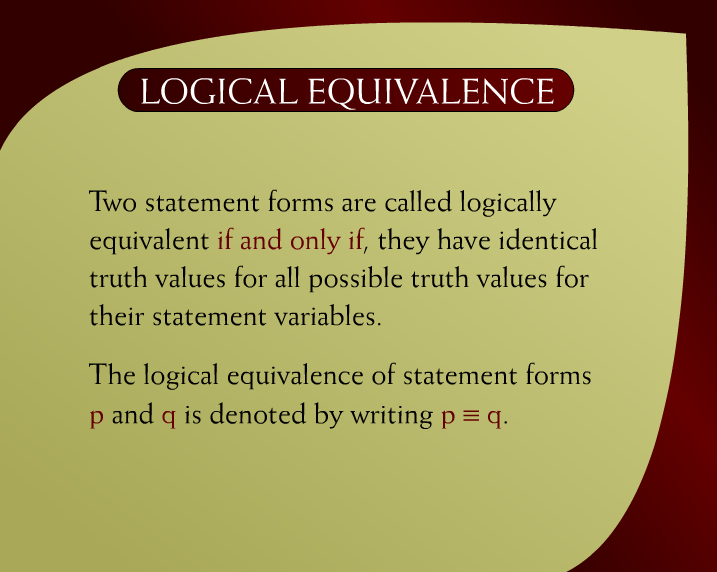 LOGICAL EQUIVALENCE
Two statement forms are called logically
equivalent if and only if, they have identical
truth values for all possible truth values for
their statement variables.
The logical equivalence of statement forms
p and q is denoted by writing p ≡ q.